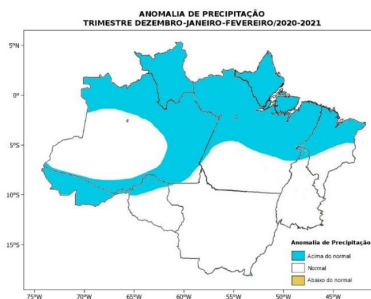 ANOMALIA DE PRECIPITAÇÃO
TRIMESTRE DEZEMBRO-JANEIRO-FEVEREIRO/2020-2021
5°N
0°
5°S
10°S
15°S
75°W
70°W
65°W
60°W
55°W
50°W
45°W
Anomalia de Precipitação
Acima do normal
Normal
Abaixo do normal